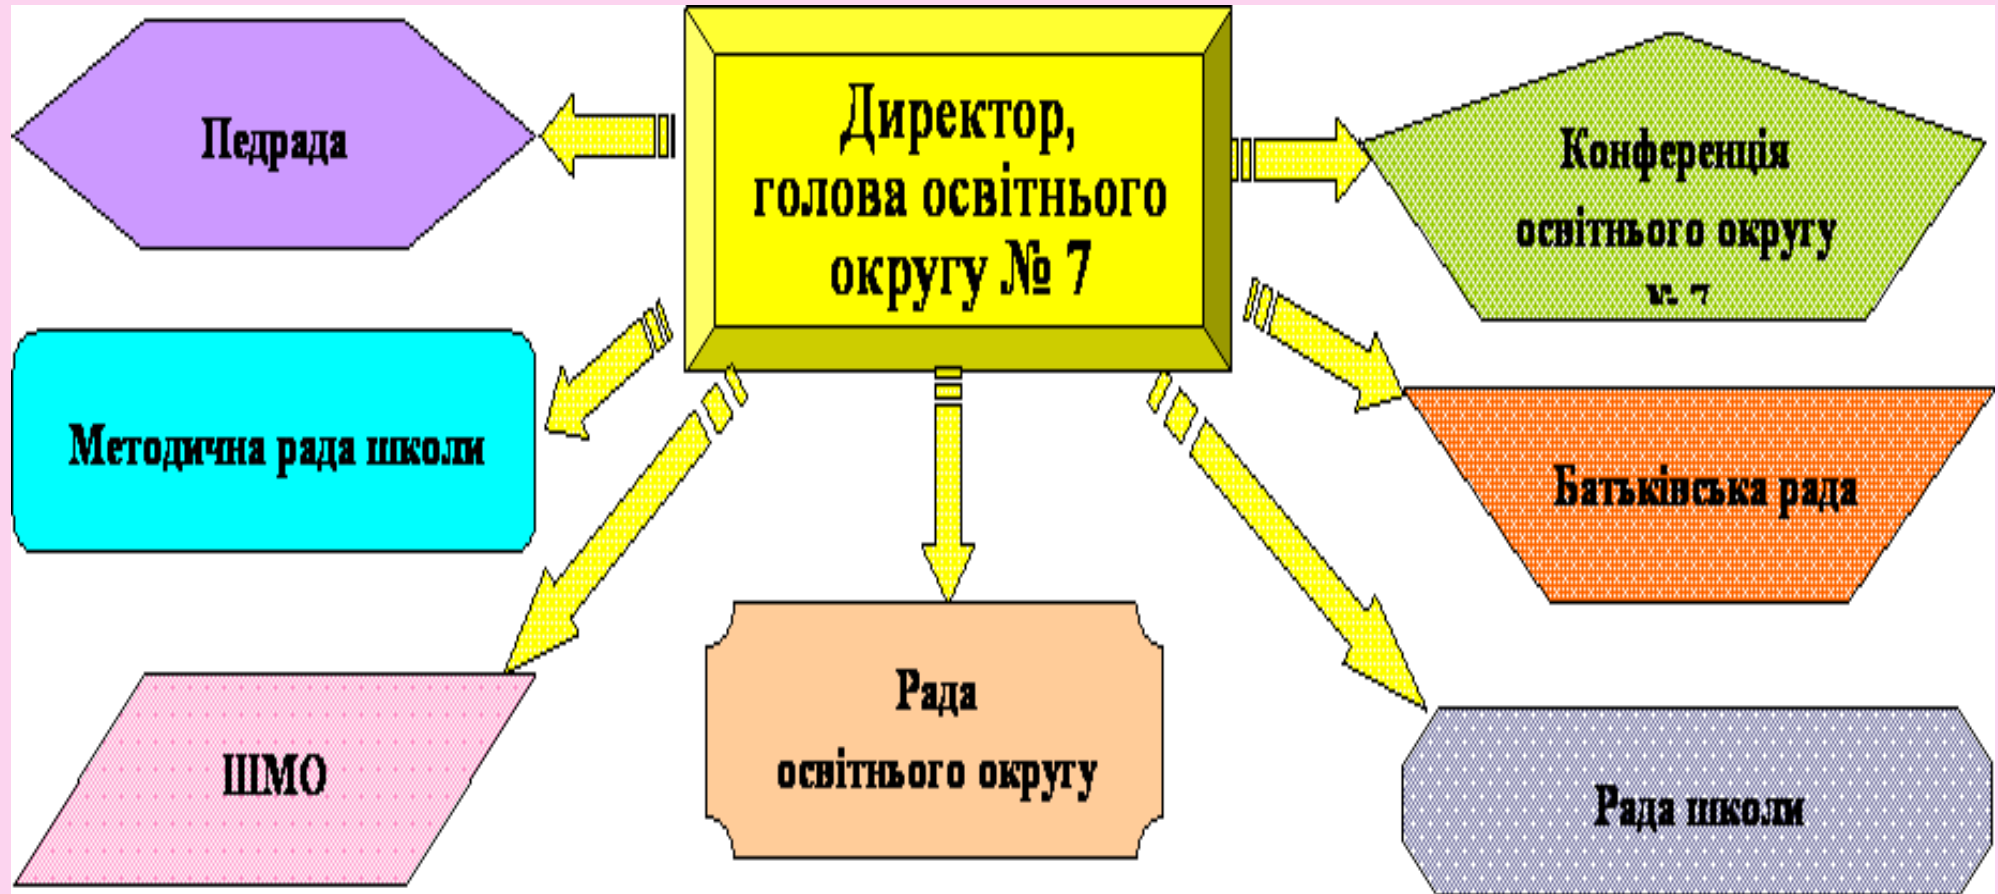 Педрада
Директор,
голова освітнього
округу № 7
Конференція
освітнього округу
№ 7
Методична рада школи
Батьківська рада
ШМО
Рада
освітнього округу
Рада школи